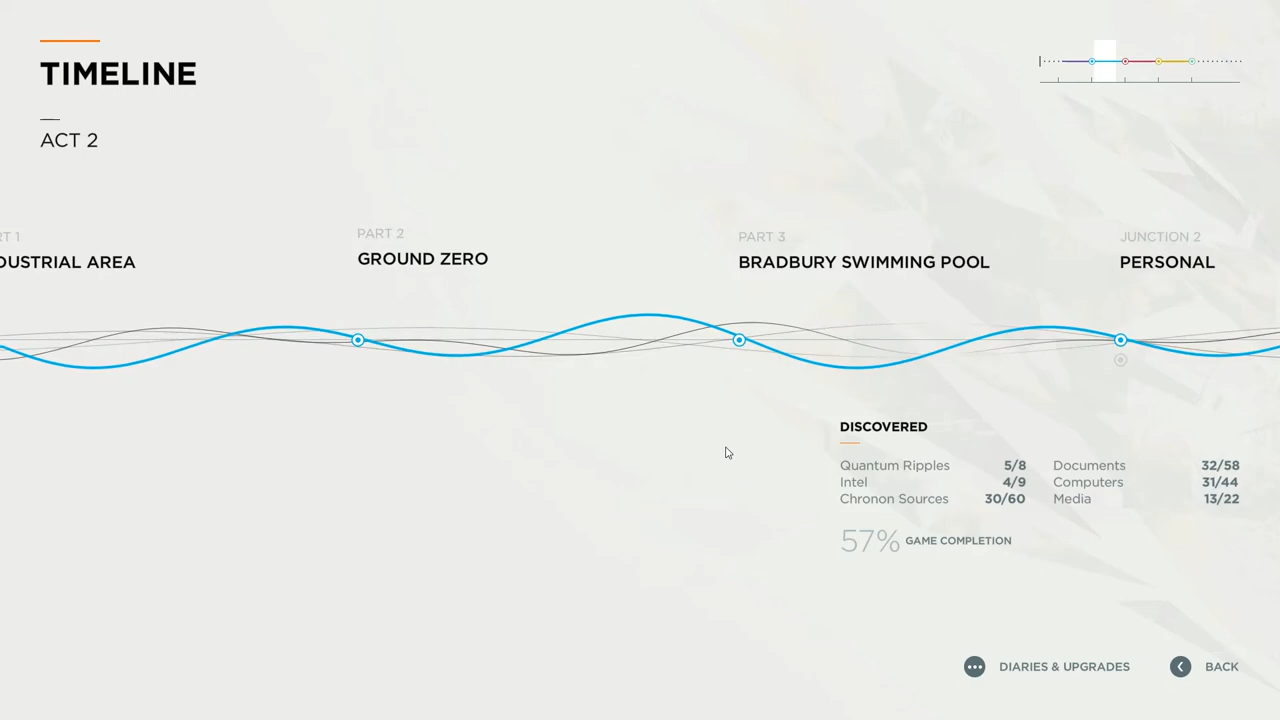 TIMELINE
ACT 2
RT 1
DUSTRIAL AREA
PART 2
GROUND ZERO
PART 3
BRADBURY SWIMMING POOL
JUNCTION 2
PERSONAL
DISCOVERED
Quantum Ripples 5/8
Intel 4/9
Chronon Sources 30/60
Documents 32/58
Computers 31/44
Media 13/22
57% GAME COMPLETION
DIARIES & UPGRADES
BACK